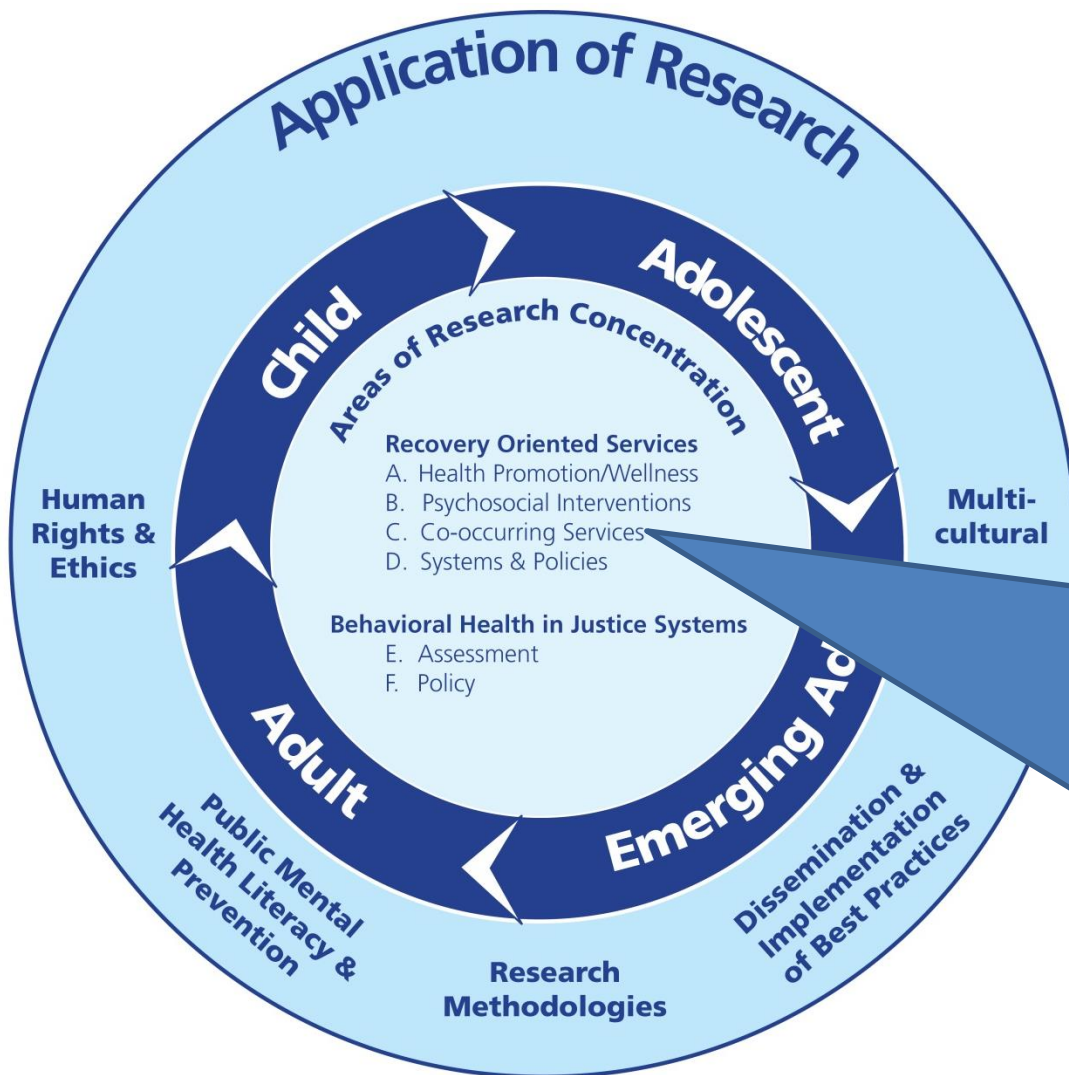 Application of Research
Child
Adolescent
Emerging Ad
Adult
Areas of Research Concentration
Recovery Oriented Services
A. Health Promotion/Wellness
B. Psychosocial Interventions
C. Co-occurring Services
D. Systems & Policies
Behavioral Health in Justice Systems
E. Assessment
F. Policy
Human
Rights &
Ethics
Multi-
cultural
Public Mental
Health Literacy &
Prevention
Research
Methodologies
Dissemination &
Implementation
of Best Practices